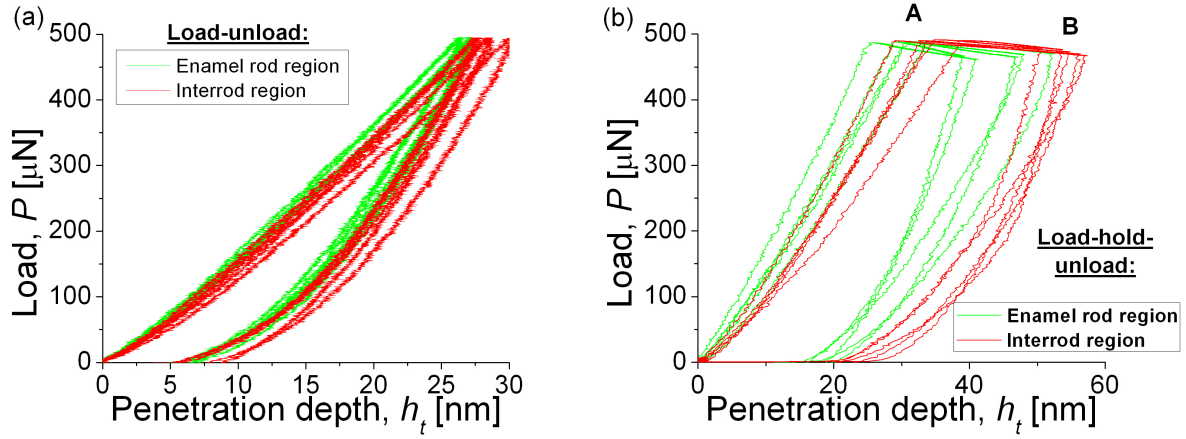 (a)
Load-unload:
Enamel rod region
Interrod region
500
400
300
200
100
0
Load, P [μN]
0 5 10 15 20 25 30
Penetration depth, ht [nm]
(b)
A
B
500
400
300
200
100
0
Load, P [μN]
Load-hold-
unload:
Enamel rod region
Interrod region
0 20 40 60
Penetration depth, ht [nm]